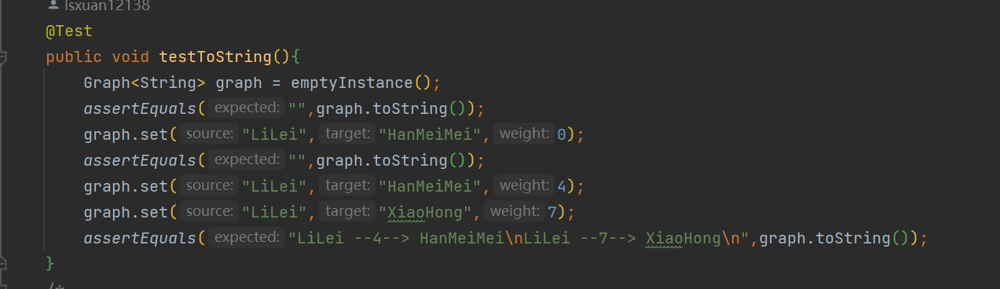 lsxuan12138
@Test
public void testToString(){
Graph<String> graph = emptyInstance();
assertEquals( expected: "",graph.toString());
graph.set( source: "LiLei", target: "HanMeiMei", weight: 0);
assertEquals( expected: "",graph.toString());
graph.set( source: "LiLei", target: "HanMeiMei", weight: 4);
graph.set( source: "LiLei", target: "XiaoHong", weight: 7);
assertEquals( expected: "LiLei --4--> HanMeiMei\nLiLei --7--> XiaoHong\n",graph.toString());
}
/*